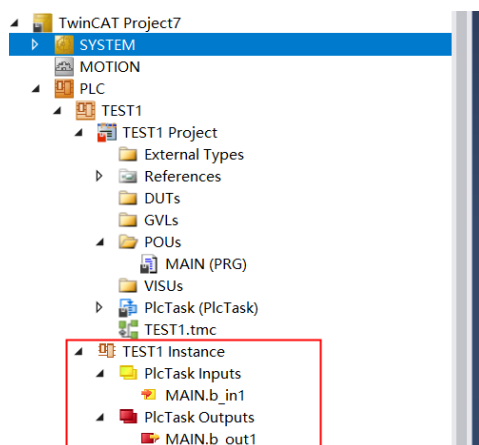 TwinCAT Project7
SYSTEM
MOTION
PLC
TEST1
TEST1 Project
External Types
References
DUTs
GVLs
POUs
MAIN (PRG)
VISUs
PlcTask (PlcTask)
TEST1.tmc
TEST1 Instance
PlcTask Inputs
MAIN.b_in1
PlcTask Outputs
MAIN.b_out1